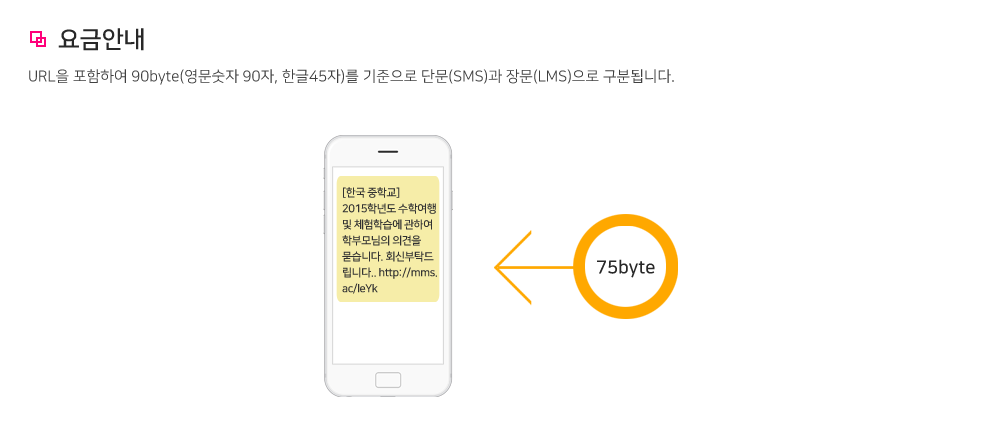 요금안내
URL을 포함하여 90byte(영문숫자 90자, 한글45자)를 기준으로 단문(SMS)과 장문(LMS)으로 구분됩니다.
[한국 중학교]
2015학년도 수학여행
및 체험학습에 관하여
학부모님의 의견을
묻습니다. 회신부탁드
립니다.. http://mms.
ac/leYk
75byte